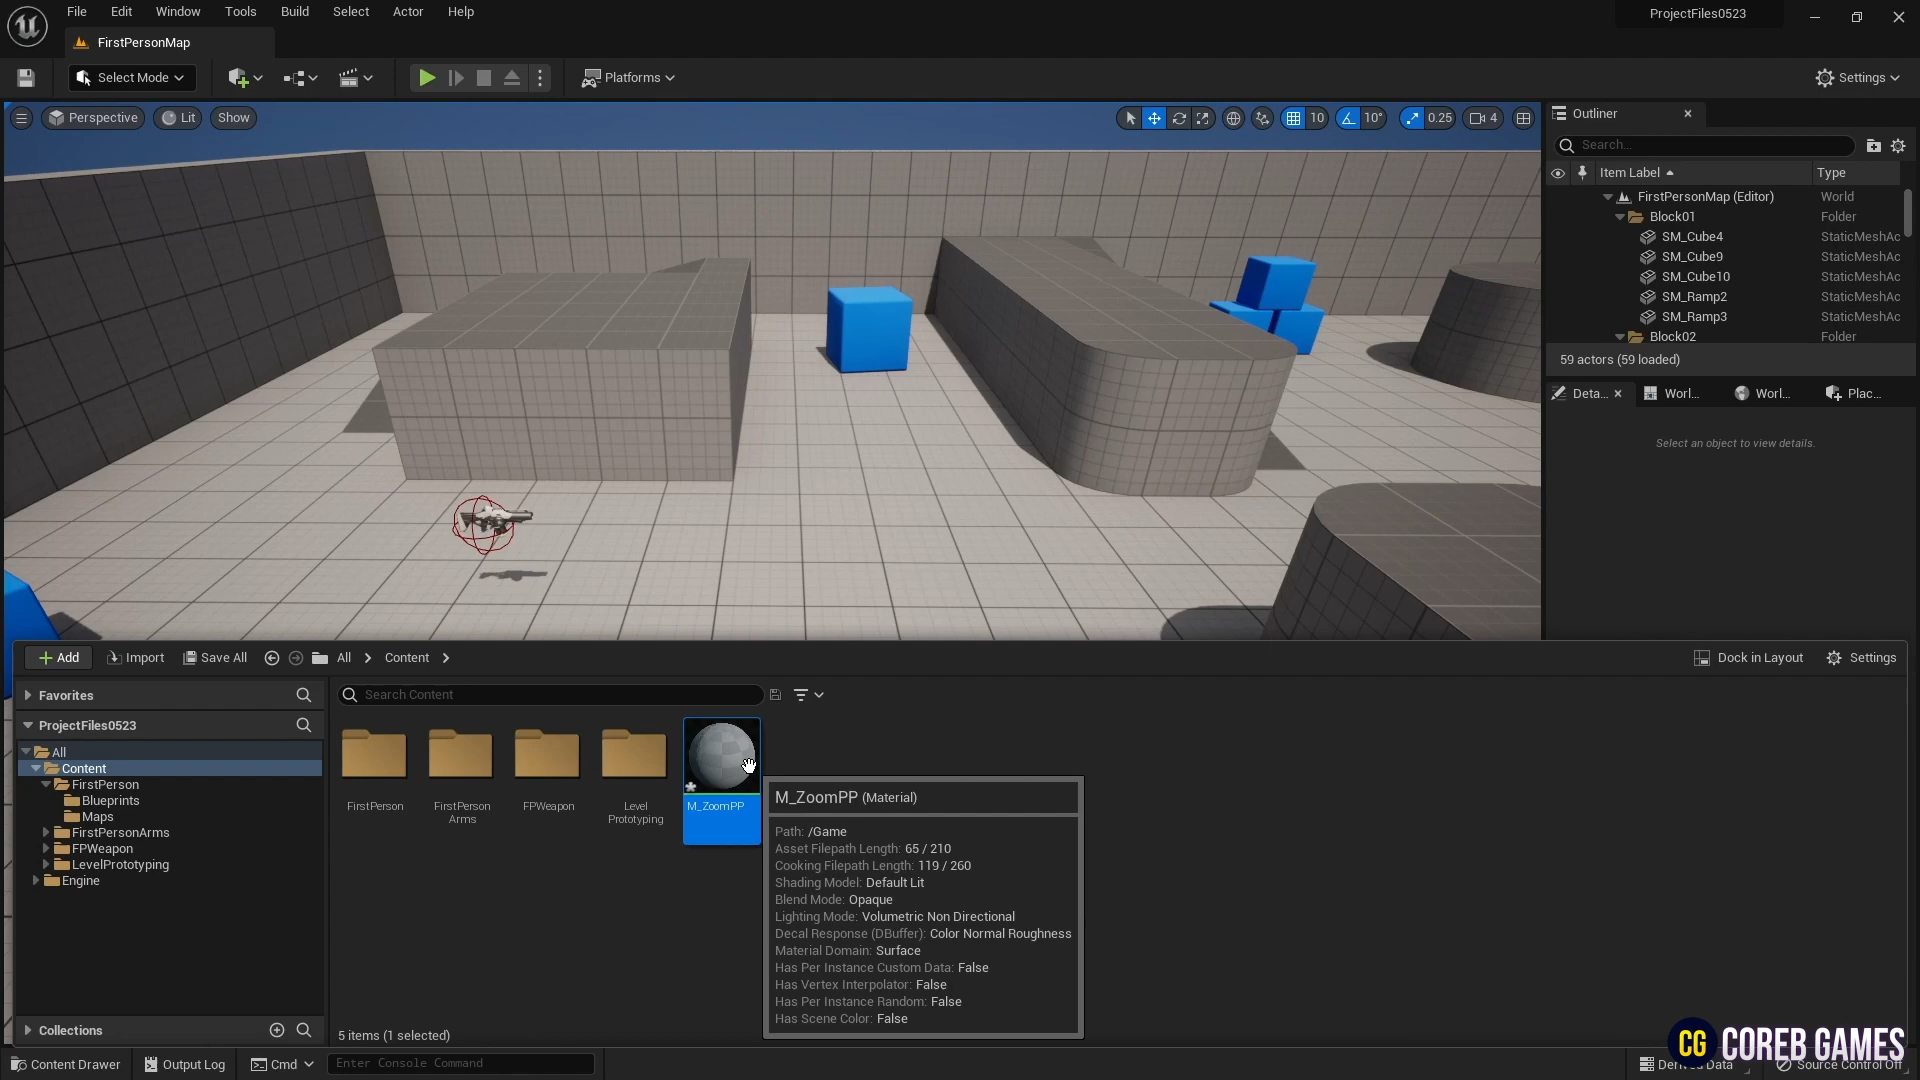 File Edit View Window Tools Build Select Actor Help
ProjectFiles0523
FirstPersonMap
Select Mode
Platforms
Settings
Perspective
Lit
Show
10
10°
0.25
4
Outliner
Search...
Item Label
Type
FirstPersonMap (Editor) World
Block01 Folder
SM_Cube4 StaticMeshAc
SM_Cube9 StaticMeshAc
SM_Cube10 StaticMeshAc
SM_Ramp2 StaticMeshAc
SM_Ramp3 StaticMeshAc
Block02 Folder
59 actors (59 loaded)
Deta...
Worl...
Worl...
Plac...
Select an object to view details.
Add
Import
Save All
All
Content
Dock in Layout
Settings
Favorites
Search Content
ProjectFiles0523
All
Content
FirstPerson
Blueprints
Maps
FirstPersonArms
FPWeapon
LevelPrototyping
Engine
Collections
FirstPerson
FirstPerson
Arms
FPWeapon
Level
Prototyping
M_ZoomPP
M_ZoomPP (Material)
Path: /Game
Asset Filepath Length: 65 / 210
Cooking Filepath Length: 119 / 260
Shading Model: Default Lit
Blend Mode: Opaque
Lighting Mode: Volumetric Non Directional
Decal Response (DBuffer): Color Normal Roughness
Material Domain: Surface
Has Per Instance Custom Data: False
Has Vertex Interpolator: False
Has Per Instance Random: False
Has Scene Color: False
5 items (1 selected)
Content Drawer
Output Log
Cmd
Enter Console Command
Derived Data
Source Control Off
CG COREB GAMES